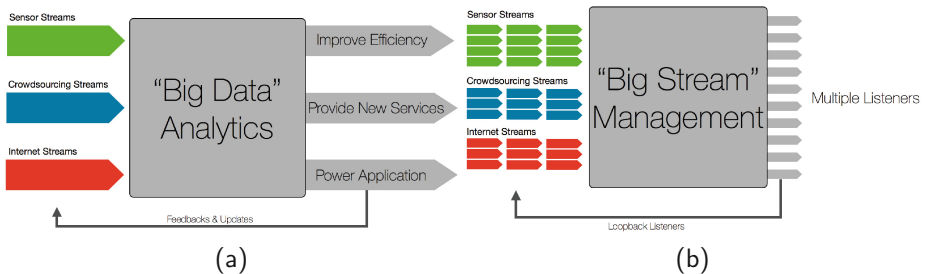 Sensor Streams
Crowdsourcing Streams
Internet Streams
“Big Data”
Analytics
Improve Efficiency
Provide New Services
Power Application
Feedbacks & Updates
(a)
Sensor Streams
Crowdsourcing Streams
Internet Streams
“Big Stream”
Management
Multiple Listeners
Loopback Listeners
(b)